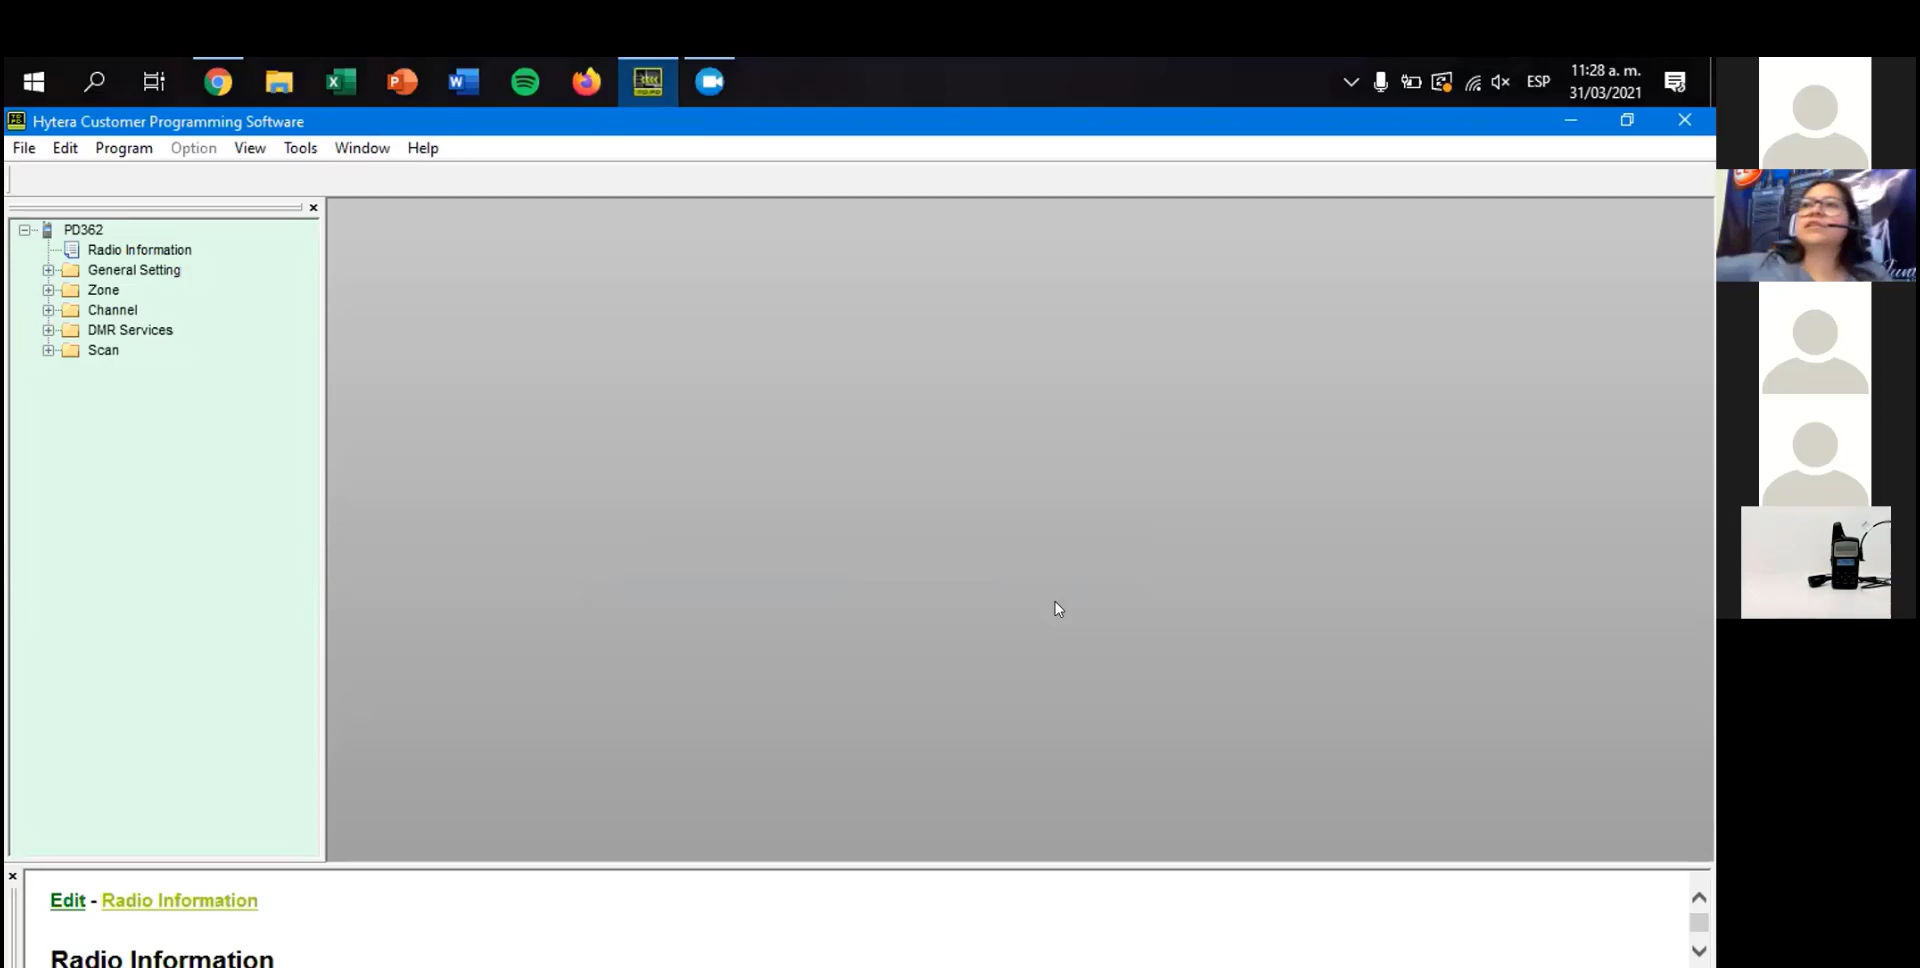 11:28 a. m.
ESP
31/03/2021
Hytera Customer Programming Software
File Edit Program Option View Tools Window Help
PD362
Radio Information
General Setting
Zone
Channel
DMR Services
Scan
Edit - Radio Information
Radio Information